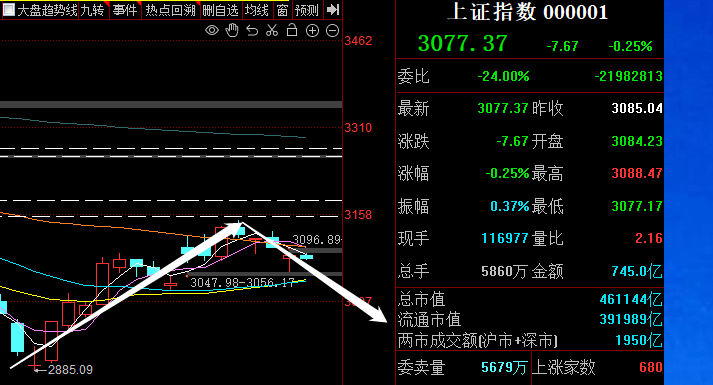 大盘趋势线 九转 事件 热点回溯 删自选 均线 窗 预测
3462
3310
3158
3096.89
3047.98-3056.17
2885.09
上证指数 000001
3077.37 -7.67 -0.25%
委比 -24.00% -21982813
最新 3077.37 昨收 3085.04
涨跌 -7.67 开盘 3084.23
涨幅 -0.25% 最高 3088.47
振幅 0.37% 最低 3077.17
现手 116977 量比 2.16
总手 5860万 金额 745.0亿
总市值 461144亿
流通市值 391989亿
两市成交额(沪市+深市) 1950亿
委卖量 5679万 上涨家数 680